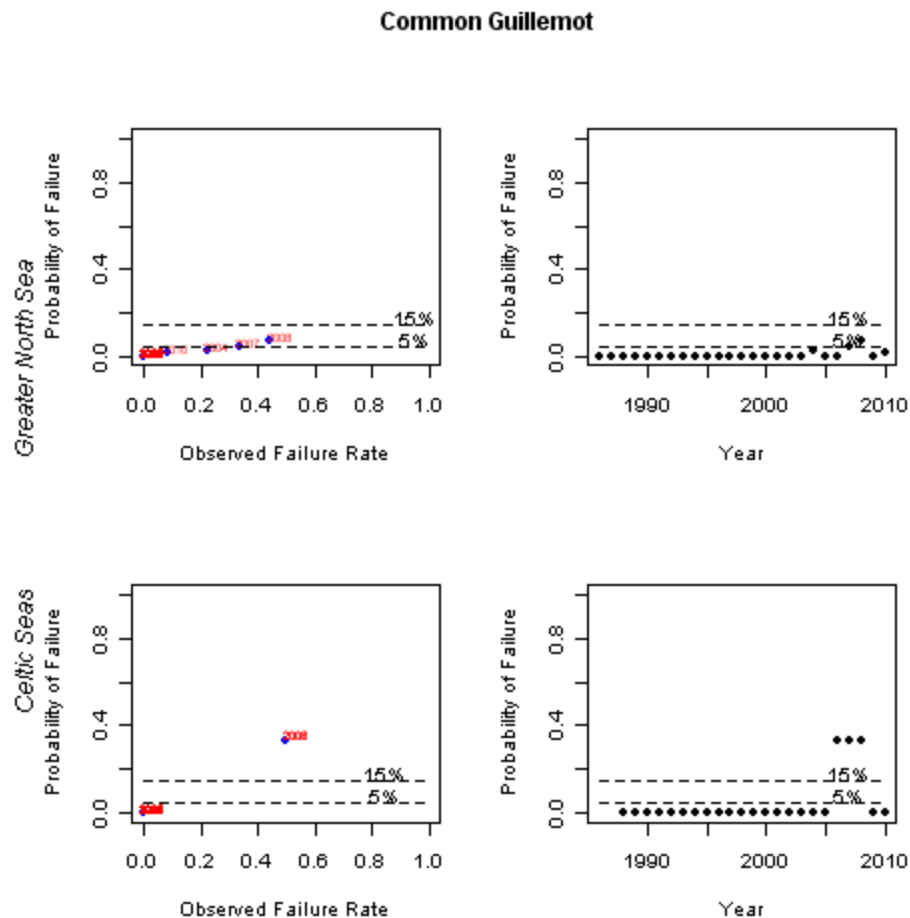 Common Guillemot
Greater North Sea
Probability of Failure
0.8
0.4
0.0
15%
5%
2010
2004
2007
2008
0.0 0.2 0.4 0.6 0.8 1.0
Observed Failure Rate
Probability of Failure
0.8
0.4
0.0
15%
5%
1990 2000 2010
Year
Celtic Seas
Probability of Failure
0.8
0.4
0.0
15%
5%
0.0 0.2 0.4 0.6 0.8 1.0
Observed Failure Rate
Probability of Failure
0.8
0.4
0.0
15%
5%
1990 2000 2010
Year